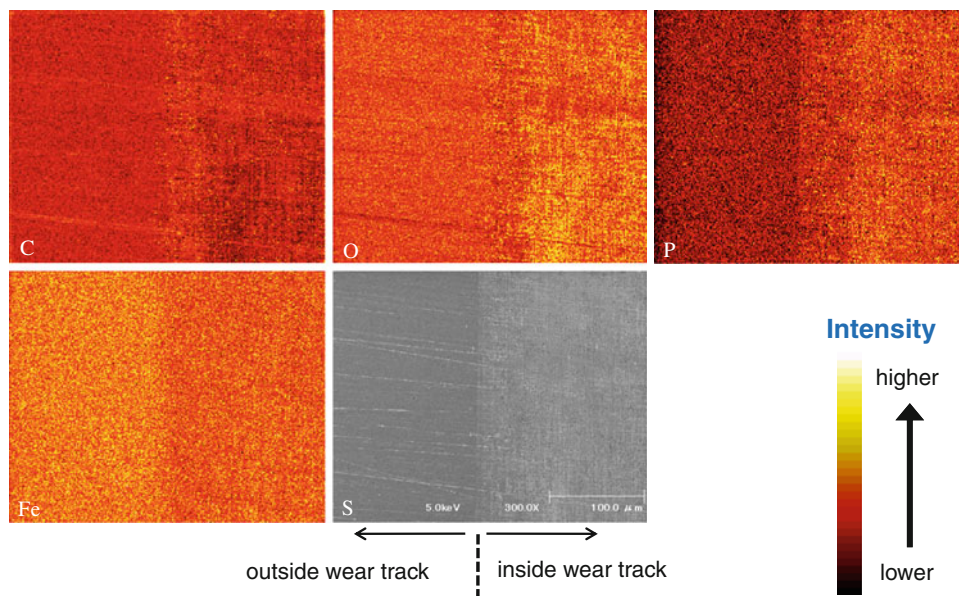 C
O
P
Fe
S
5.0keV 300.0X 100.0 μm
Intensity
higher
lower
outside wear track
inside wear track